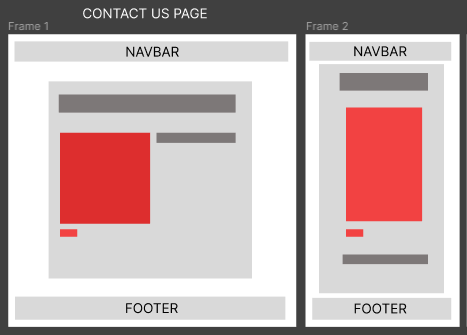 CONTACT US PAGE
Frame 1
Frame 2
NAVBAR
NAVBAR
FOOTER
FOOTER